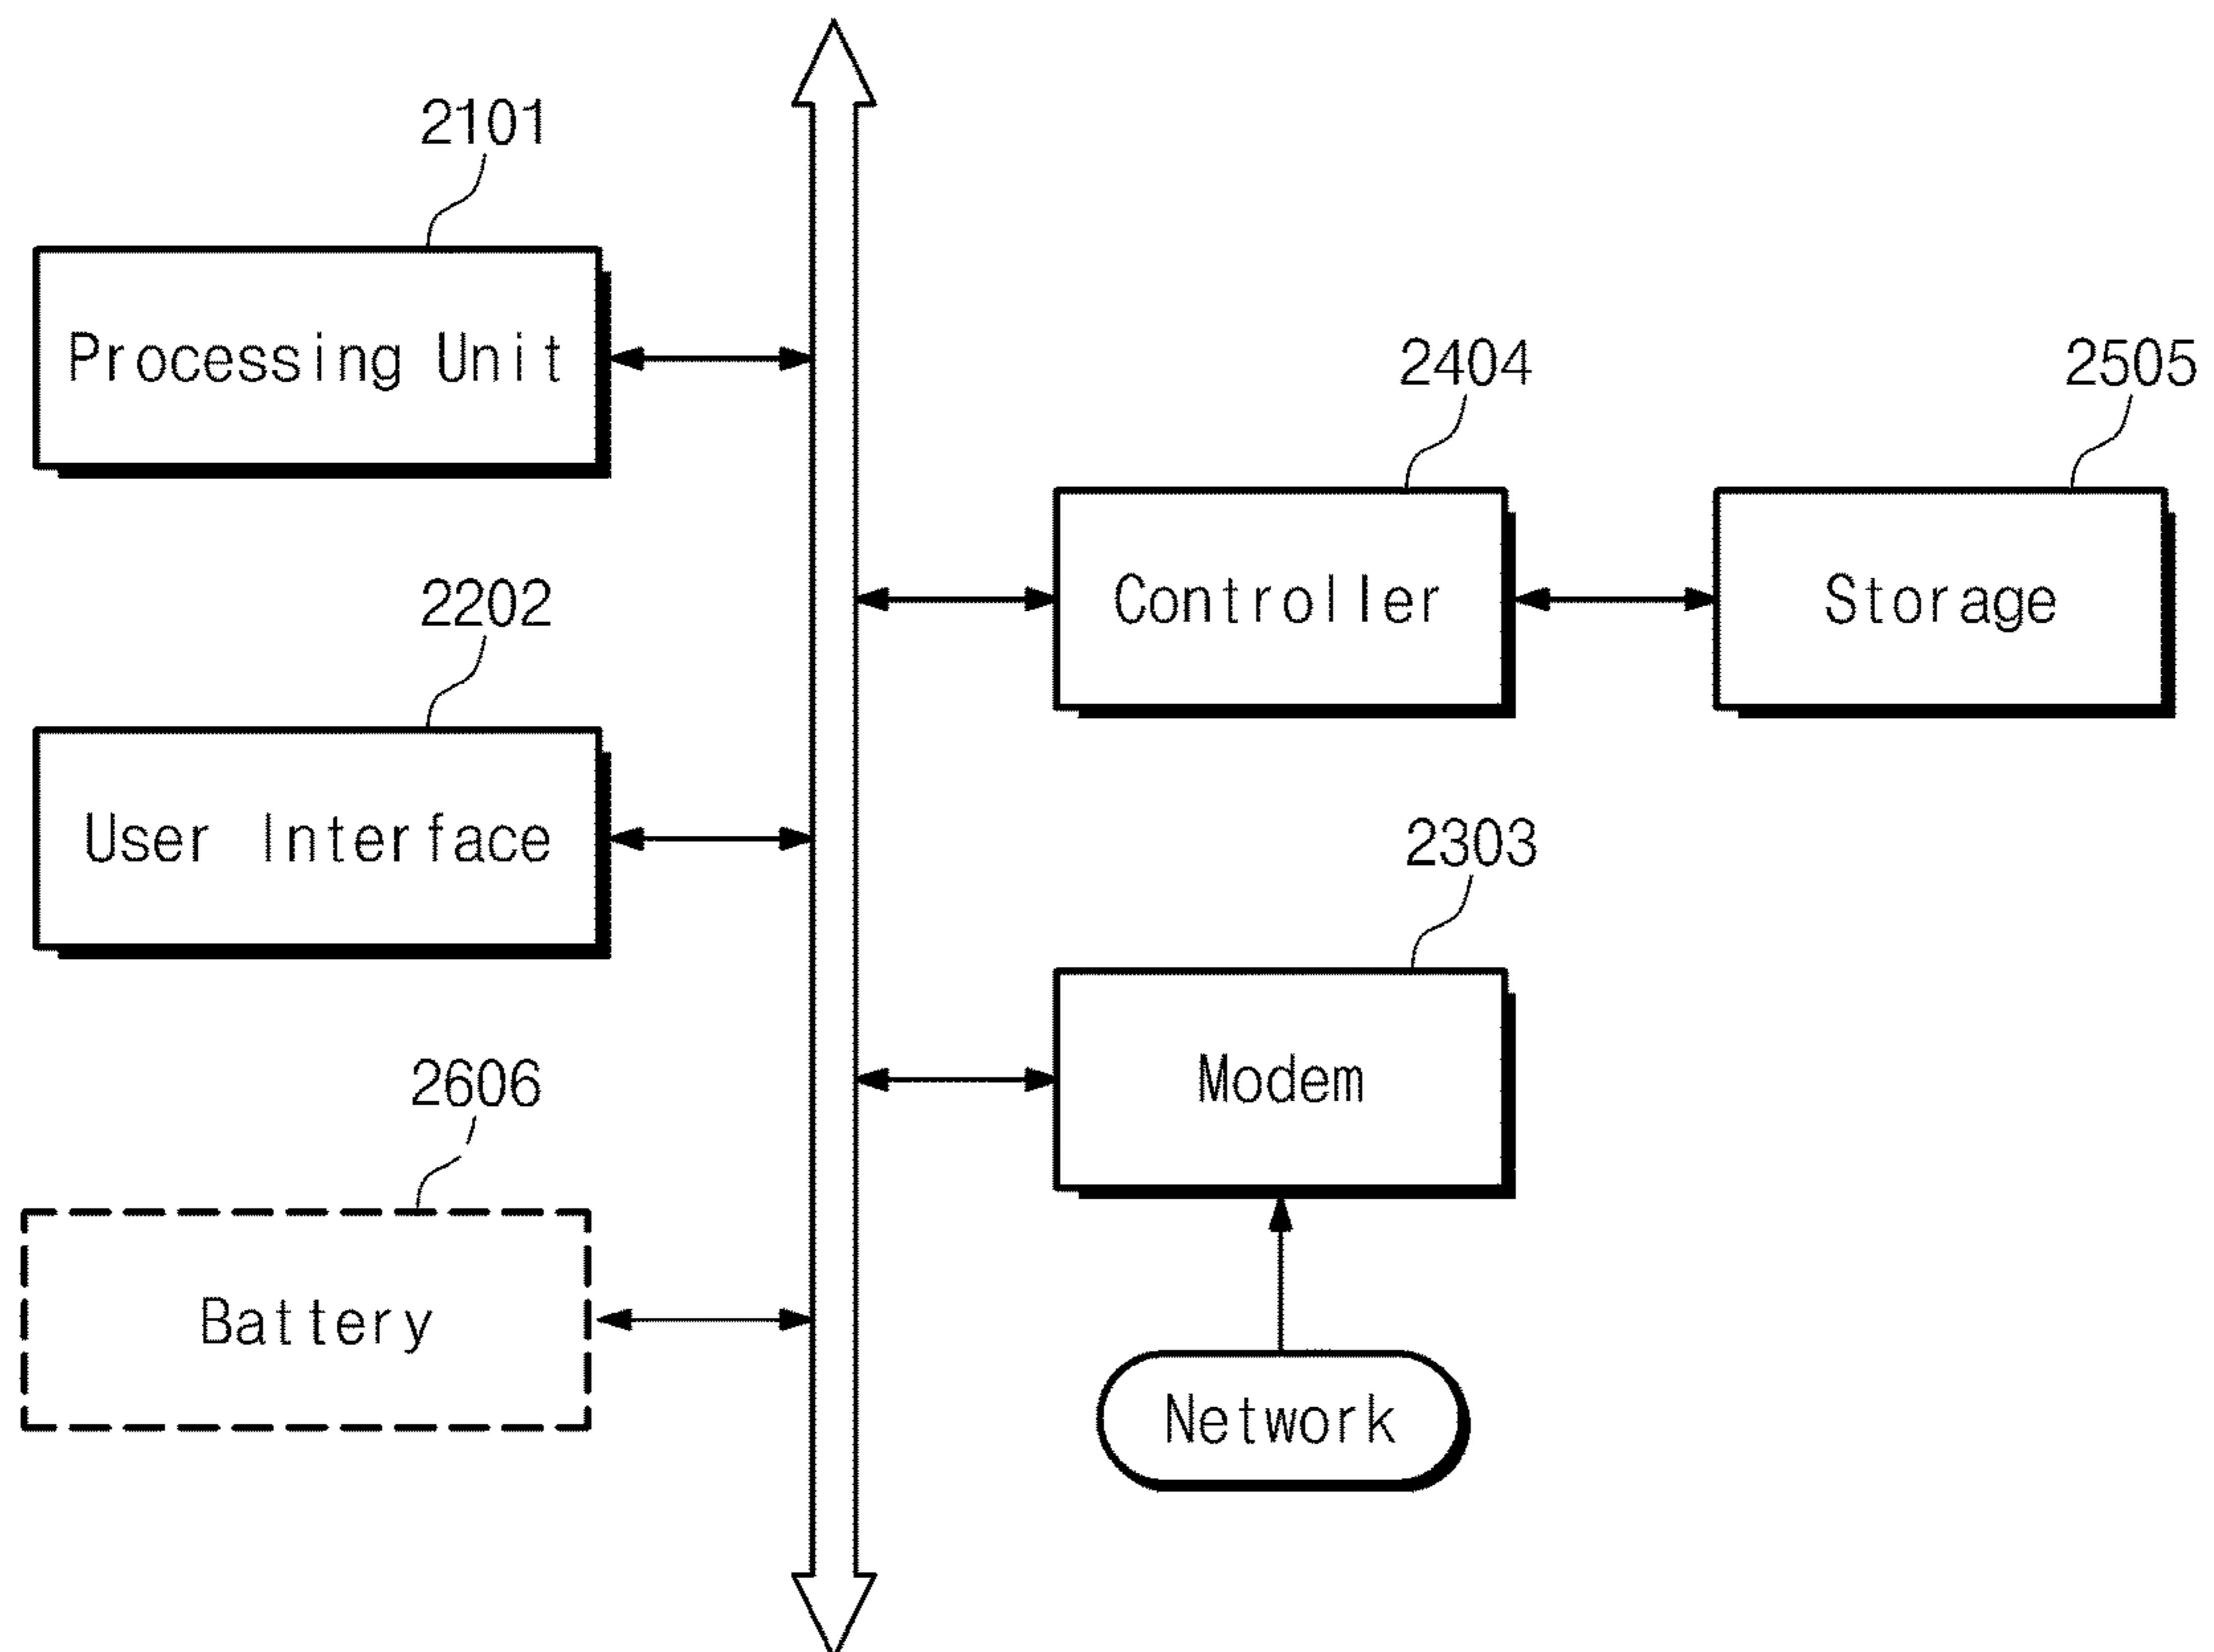 2101
Processing Unit
2404
2505
Controller
Storage
2202
User Interface
2303
Modem
2606
Battery
Network